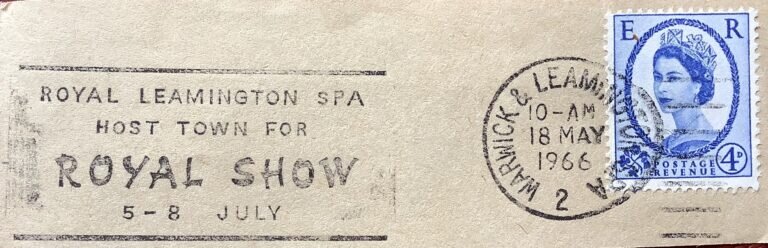 ROYAL LEAMINGTON SPA
HOST TOWN FOR
ROYAL SHOW
5-8 JULY
WARWICK & LEAMINGTON SPA
10-AM
18 MAY
1966
2
E R
POSTAGE
REVENUE
4D